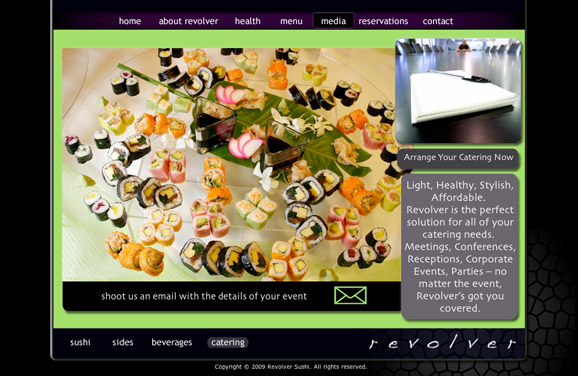 home about revolver health menu media reservations contact
Arrange Your Catering Now
Light, Healthy, Stylish,
Affordable.
Revolver is the perfect
solution for all of your
catering needs.
Meetings, Conferences,
Receptions, Corporate
Events, Parties – no
matter the event,
Revolver's got you
covered.
shoot us an email with the details of your event
sushi sides beverages catering
revolver
Copyright © 2009 Revolver Sushi. All rights reserved.